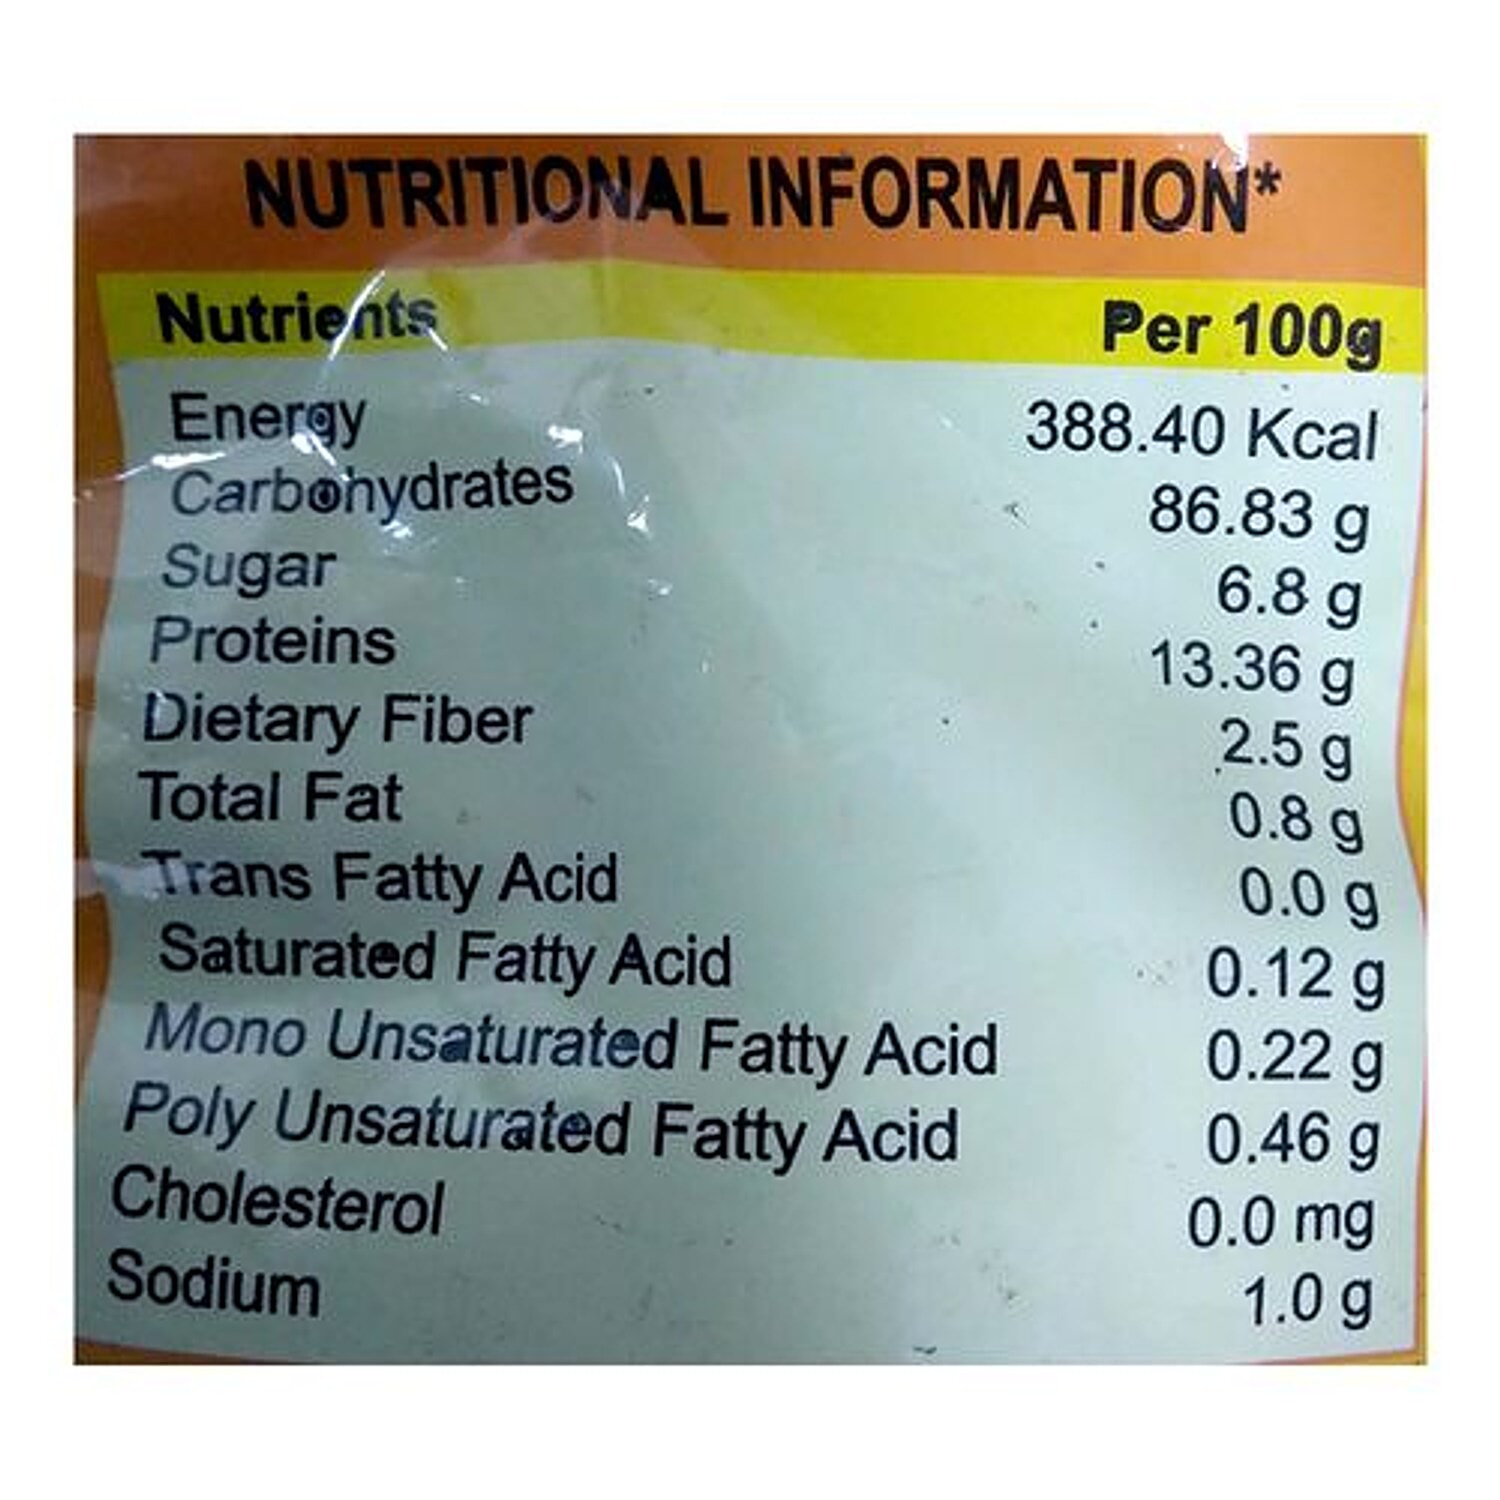 NUTRITIONAL INFORMATION*
Nutrients Per 100g
Energy 388.40 Kcal
Carbohydrates 86.83 g
Sugar 6.8 g
Proteins 13.36 g
Dietary Fiber 2.5 g
Total Fat 0.8 g
Trans Fatty Acid 0.0 g
Saturated Fatty Acid 0.12 g
Mono Unsaturated Fatty Acid 0.22 g
Poly Unsaturated Fatty Acid 0.46 g
Cholesterol 0.0 mg
Sodium 1.0 g